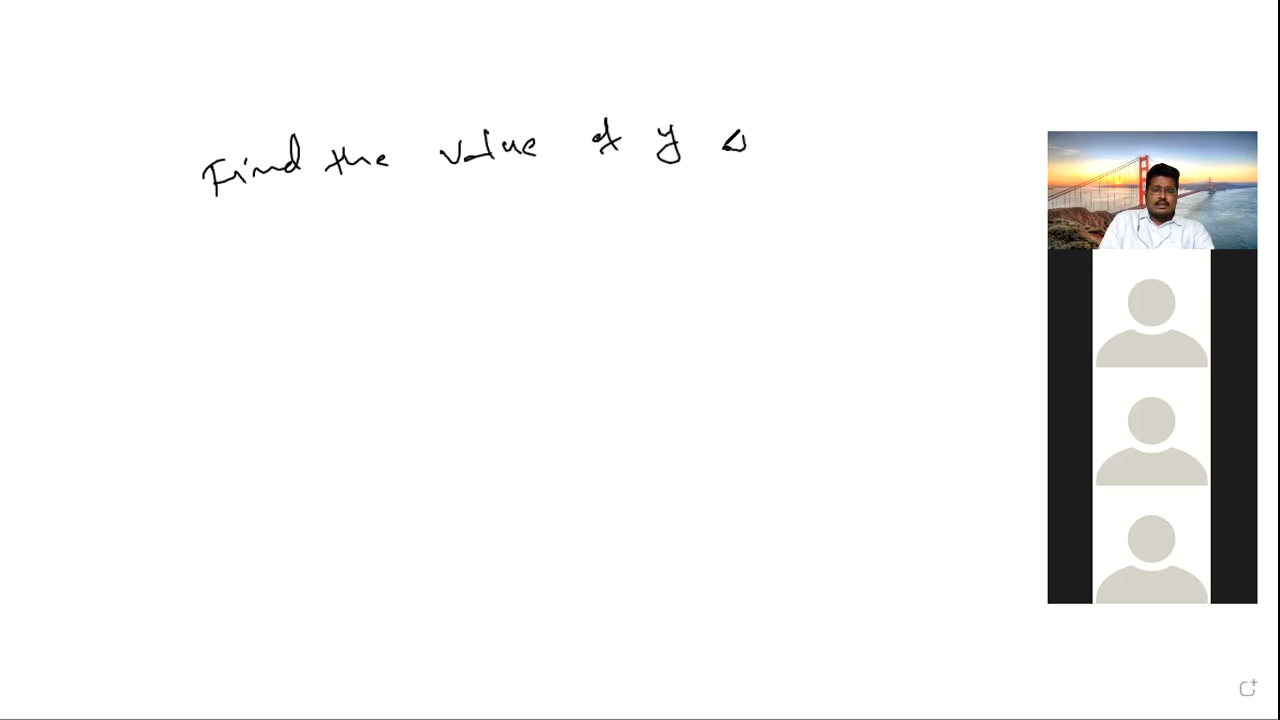 Find the value of y